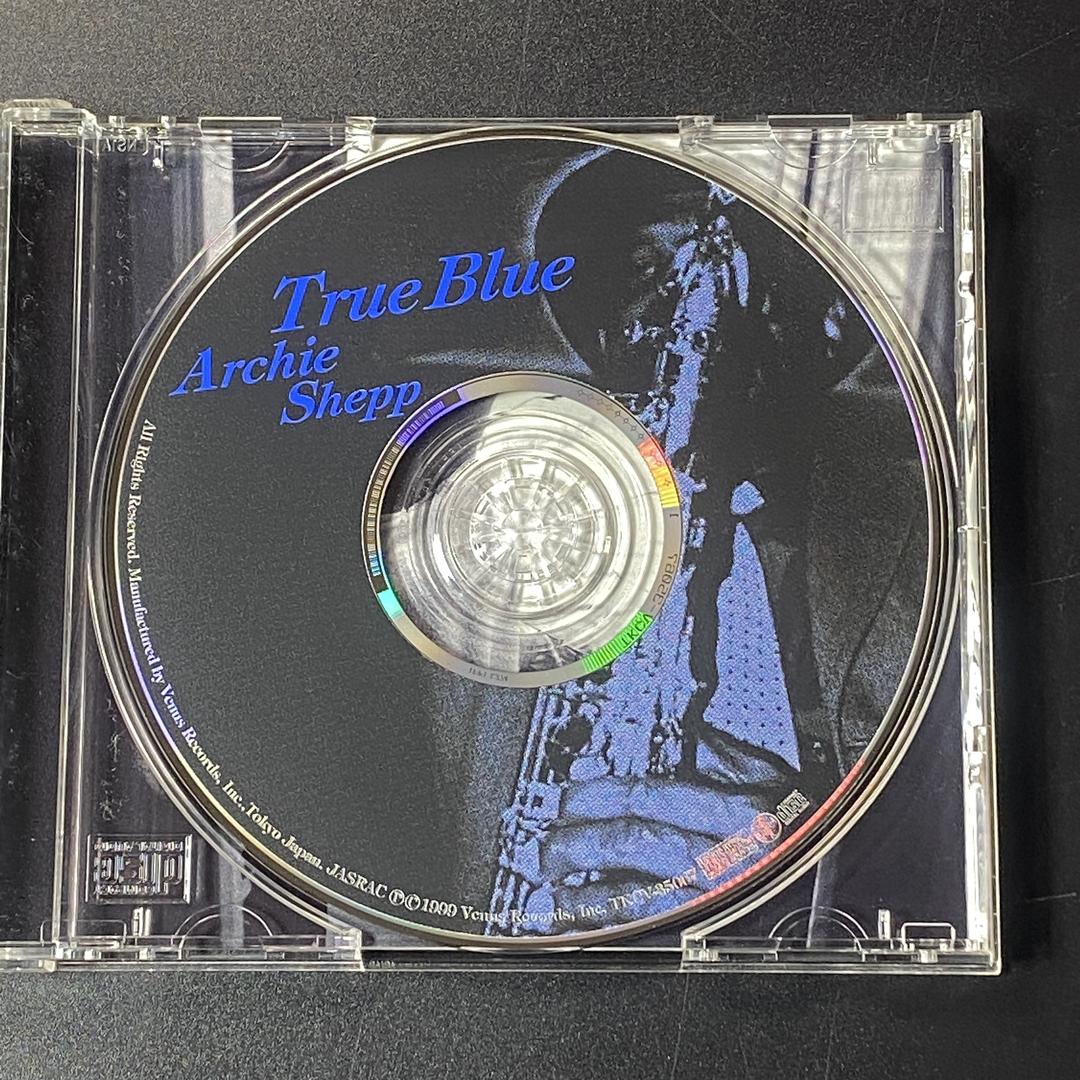 True Blue
Archie
Shepp
All Rights Reserved. Manufactured by Venus Records, Inc., Tokyo Japan. JASRAC ℗©1999 Venus Records, Inc. TKCV-35007